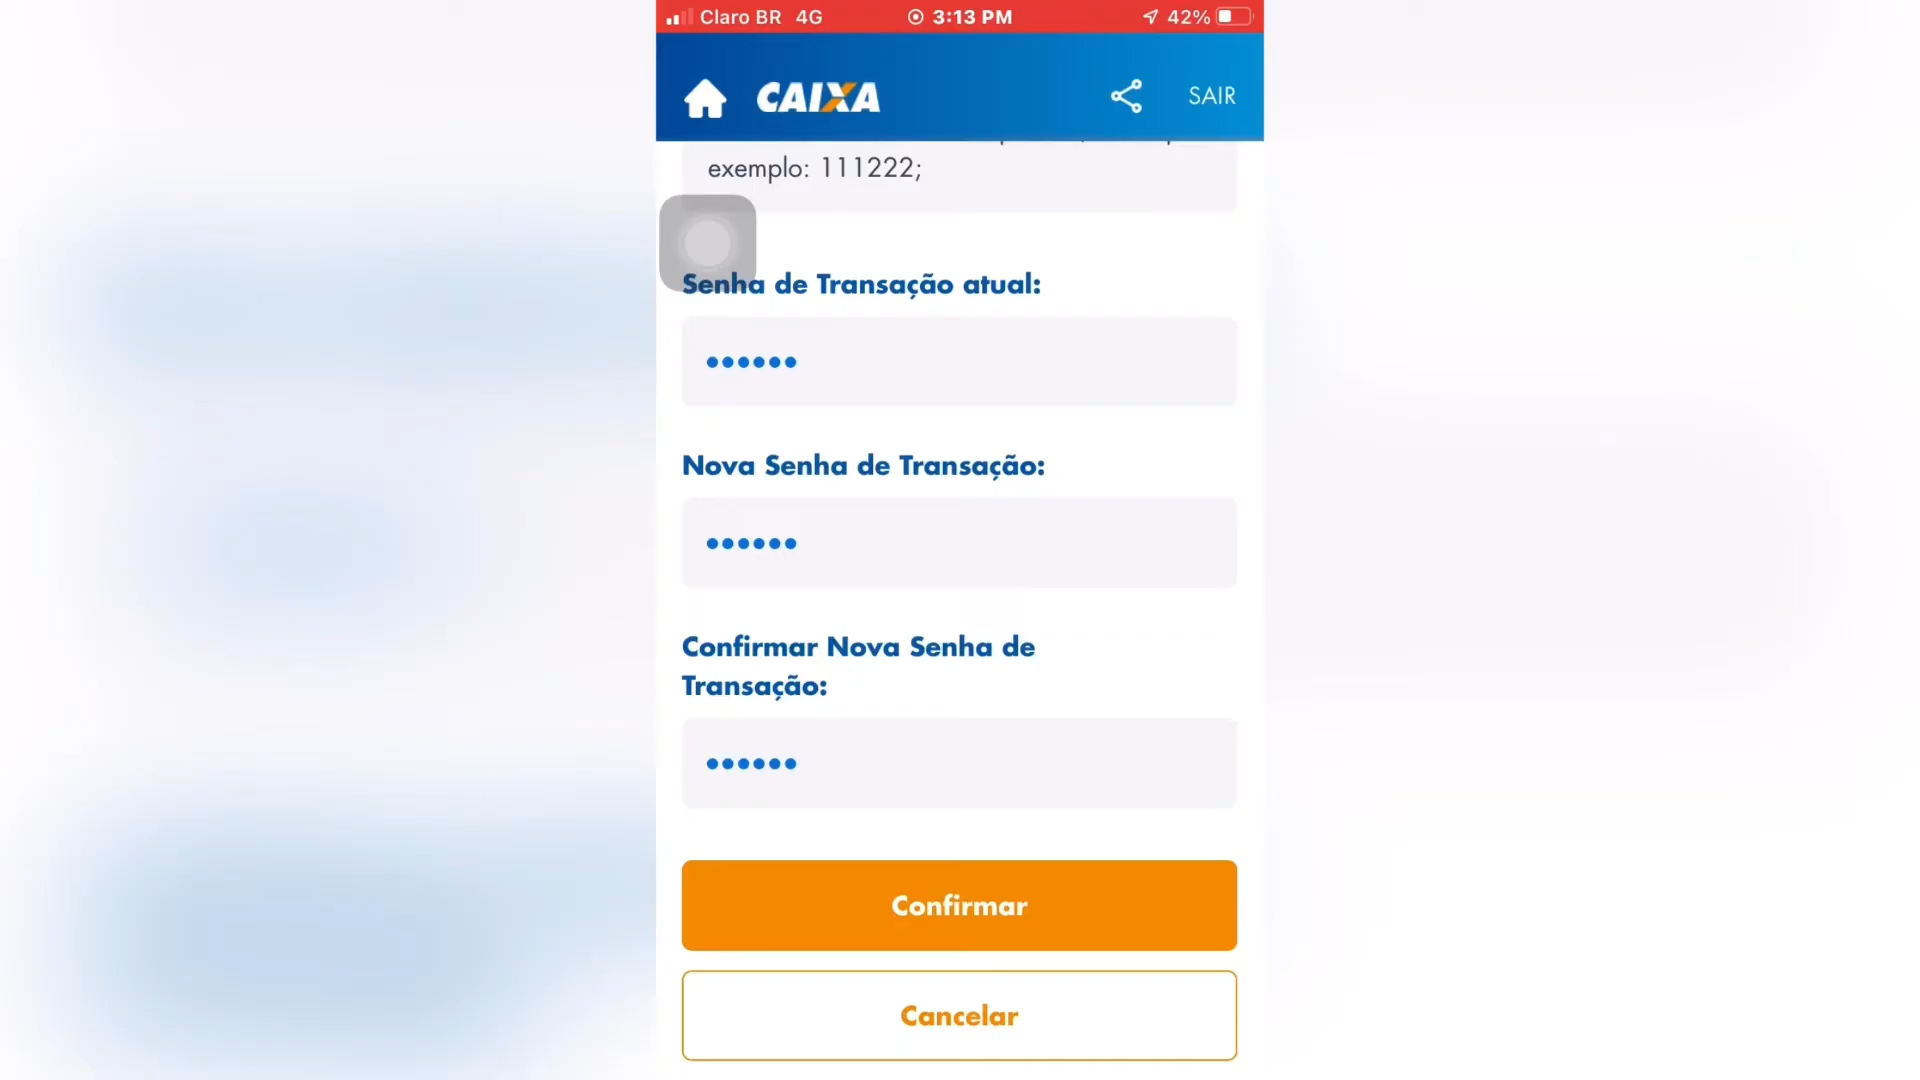 Claro BR 4G 3:13 PM 42%
CAIXA SAIR
exemplo: 111222;
Senha de Transação atual:
••••••
Nova Senha de Transação:
••••••
Confirmar Nova Senha de
Transação:
••••••
Confirmar
Cancelar